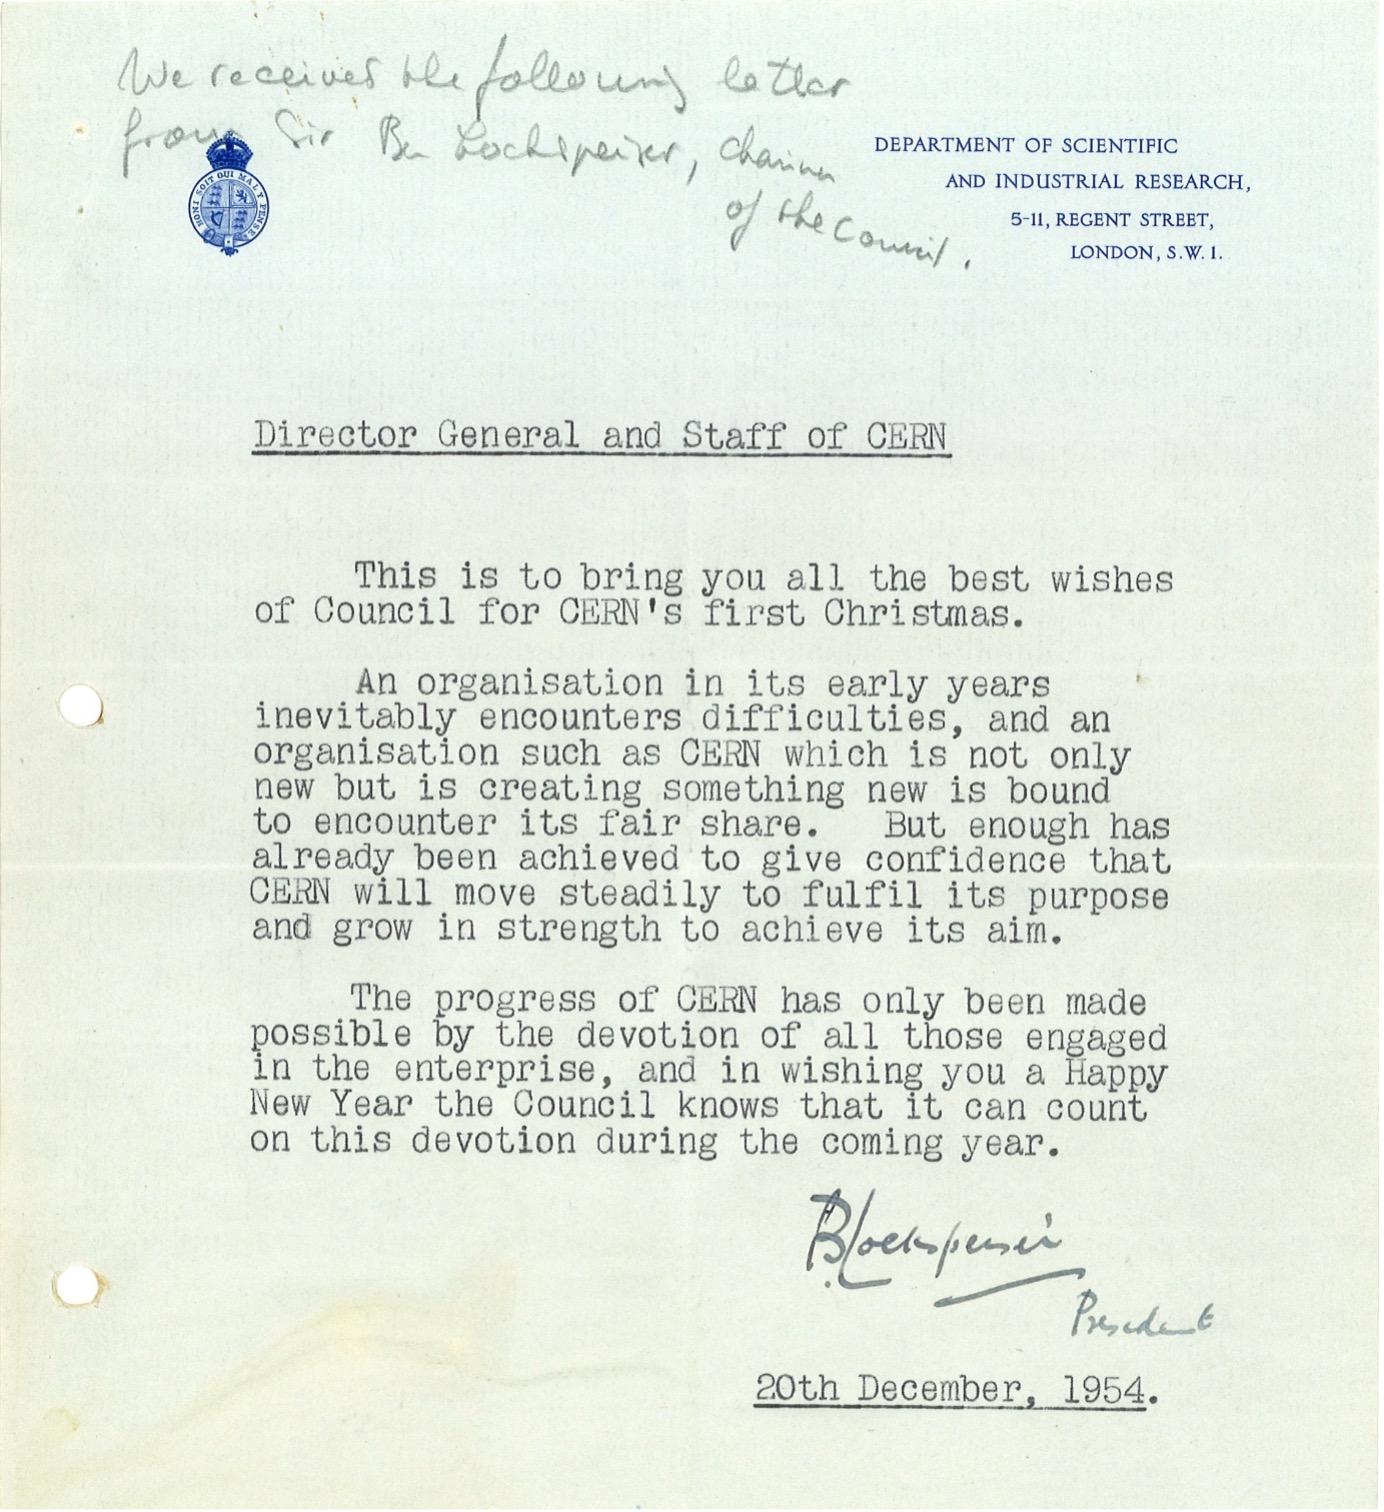 We received the following letter
from Sir Ben Lockspeiser, chairman
of the Council.
HONI SOIT QUI MAL Y PENSE
DEPARTMENT OF SCIENTIFIC
AND INDUSTRIAL RESEARCH,
5-11, REGENT STREET,
LONDON, S.W.1.
Director General and Staff of CERN
This is to bring you all the best wishes
of Council for CERN's first Christmas.
An organisation in its early years
inevitably encounters difficulties, and an
organisation such as CERN which is not only
new but is creating something new is bound
to encounter its fair share. But enough has
already been achieved to give confidence that
CERN will move steadily to fulfil its purpose
and grow in strength to achieve its aim.
The progress of CERN has only been made
possible by the devotion of all those engaged
in the enterprise, and in wishing you a Happy
New Year the Council knows that it can count
on this devotion during the coming year.
B Lockspeiser
President
20th December, 1954.